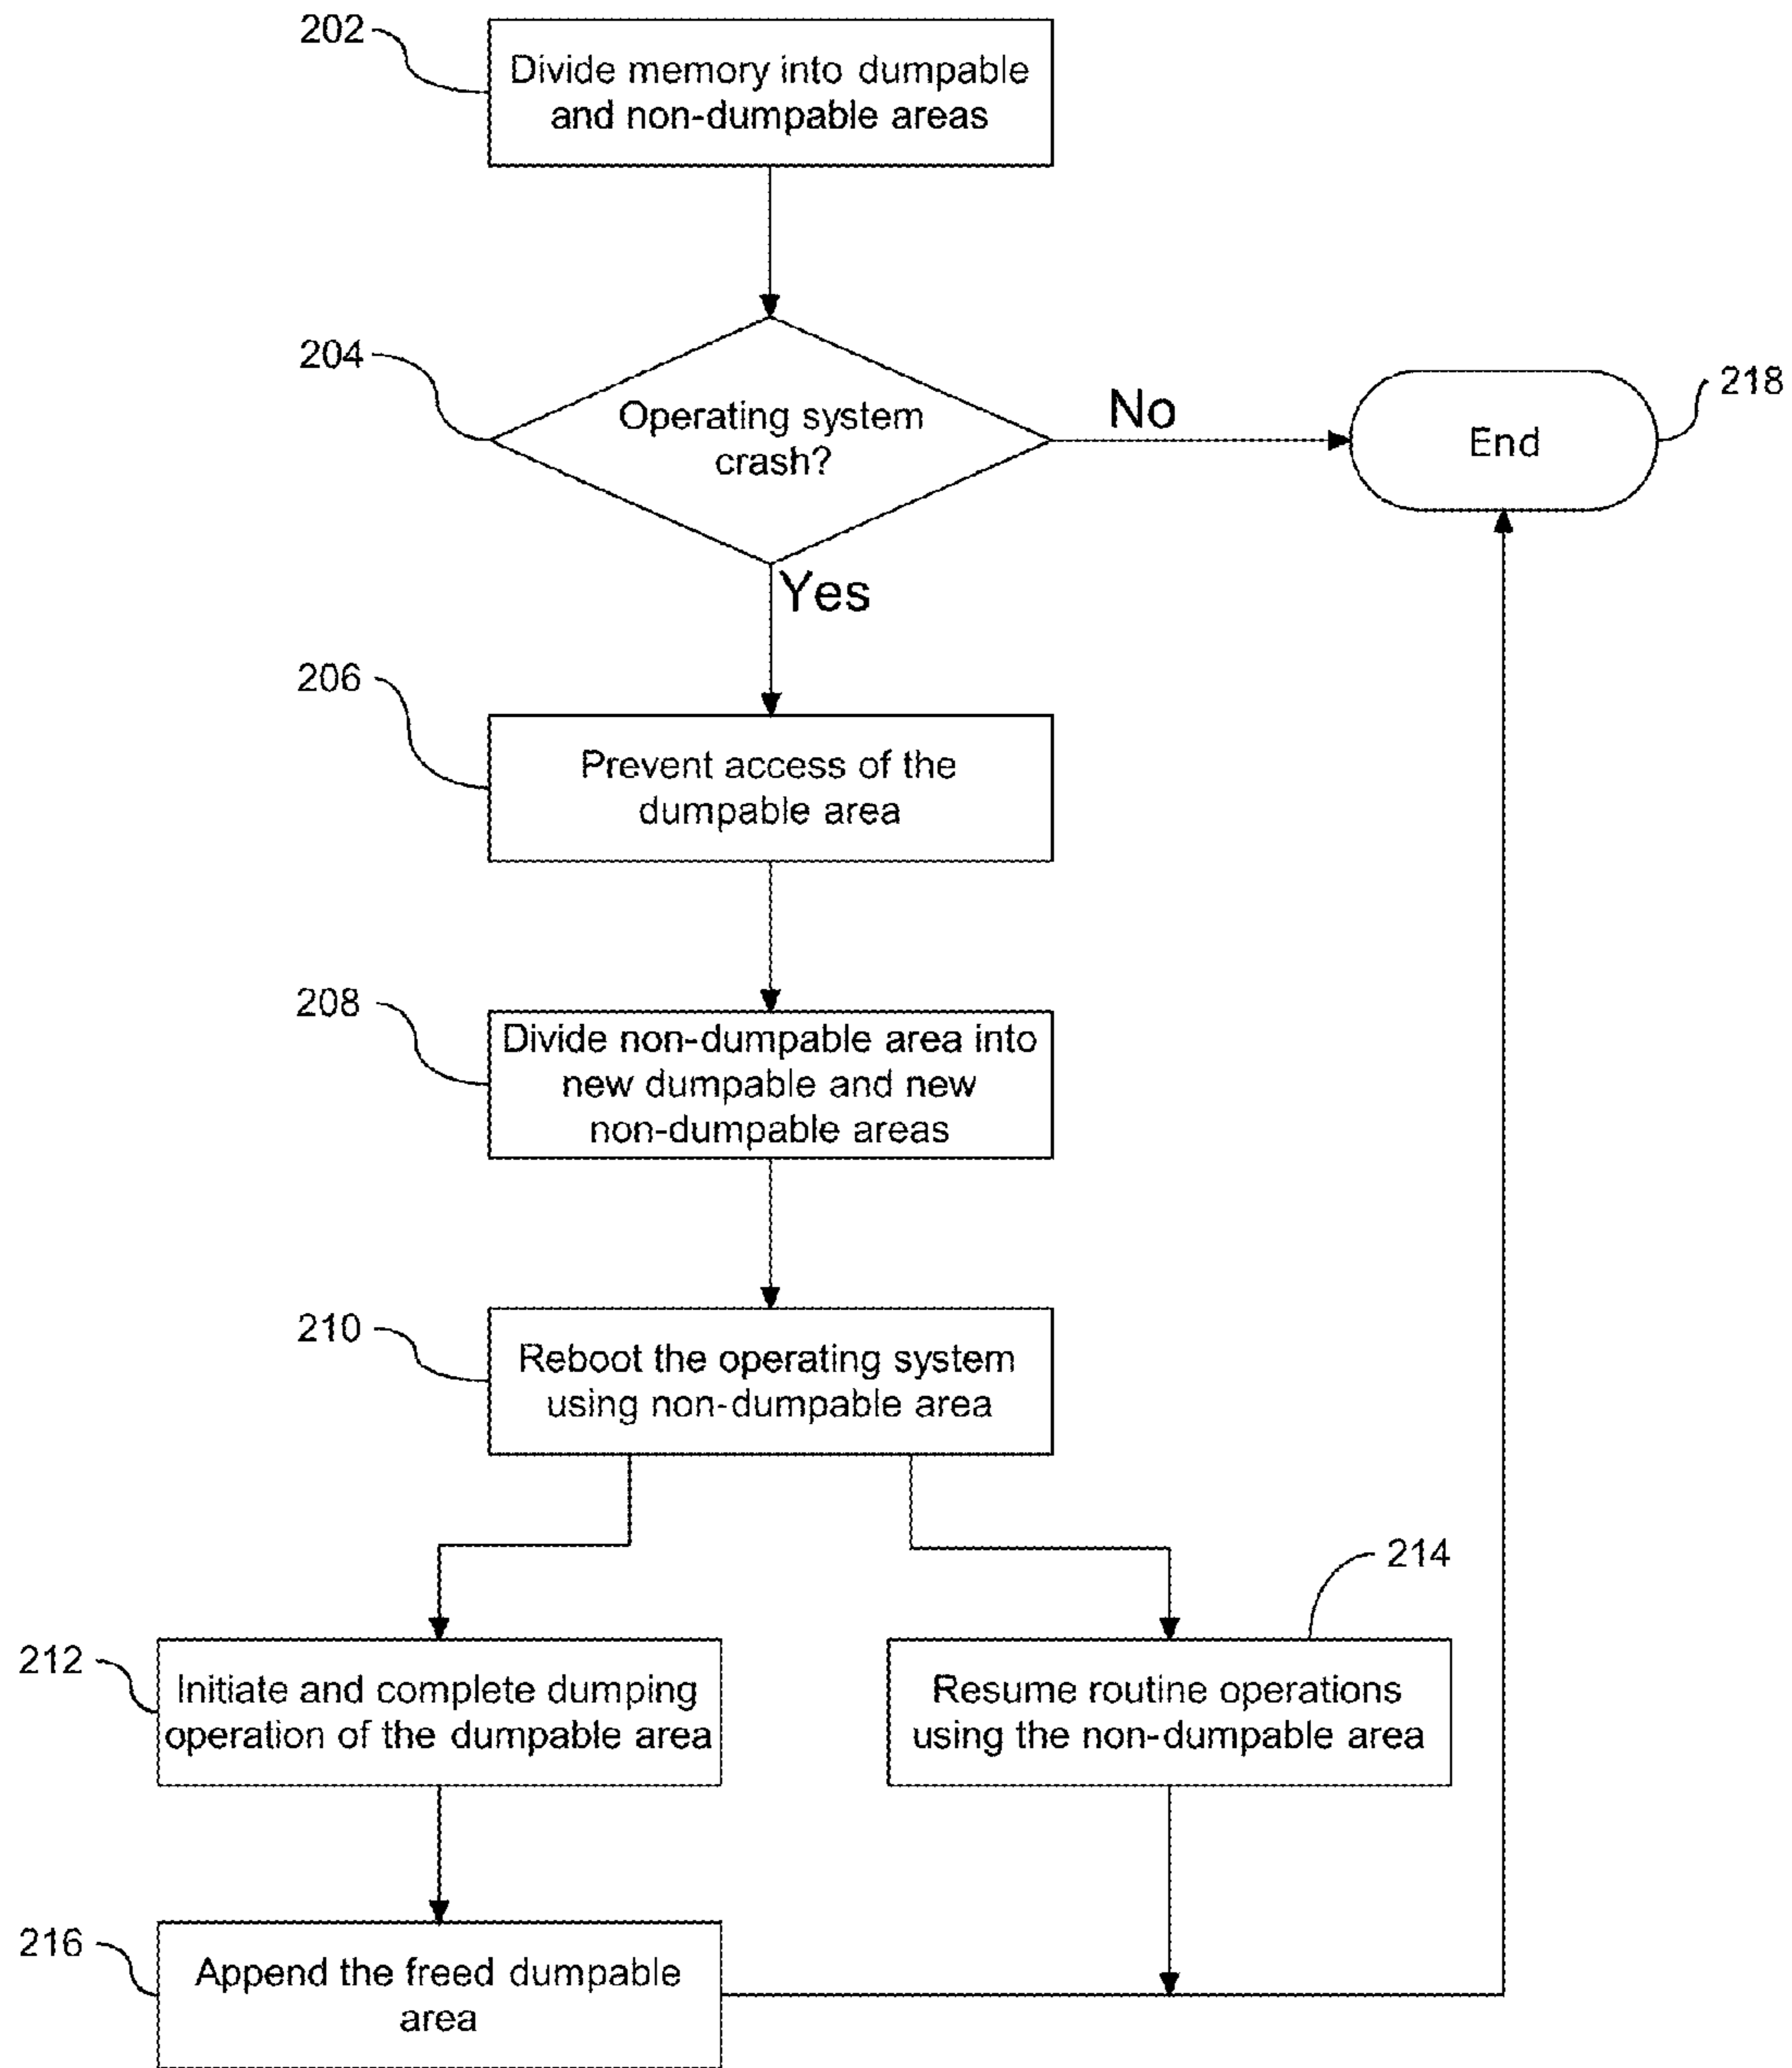 202
Divide memory into dumpable
and non-dumpable areas
204
Operating system
crash?
No
End
218
Yes
206
Prevent access of the
dumpable area
208
Divide non-dumpable area into
new dumpable and new
non-dumpable areas
210
Reboot the operating system
using non-dumpable area
214
212
Initiate and complete dumping
operation of the dumpable area
Resume routine operations
using the non-dumpable area
216
Append the freed dumpable
area